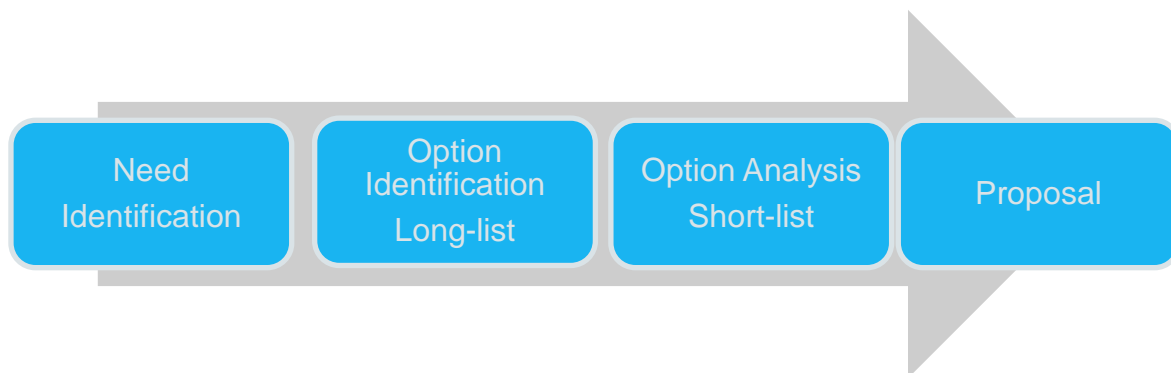 Need
Identification
Option
Identification
Long-list
Option Analysis
Short-list
Proposal